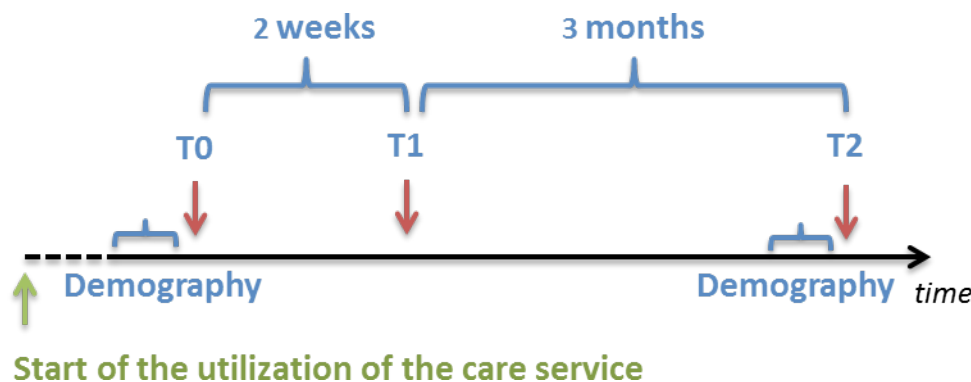 2 weeks
3 months
T0
T1
T2
Demography
Demography
time
Start of the utilization of the care service